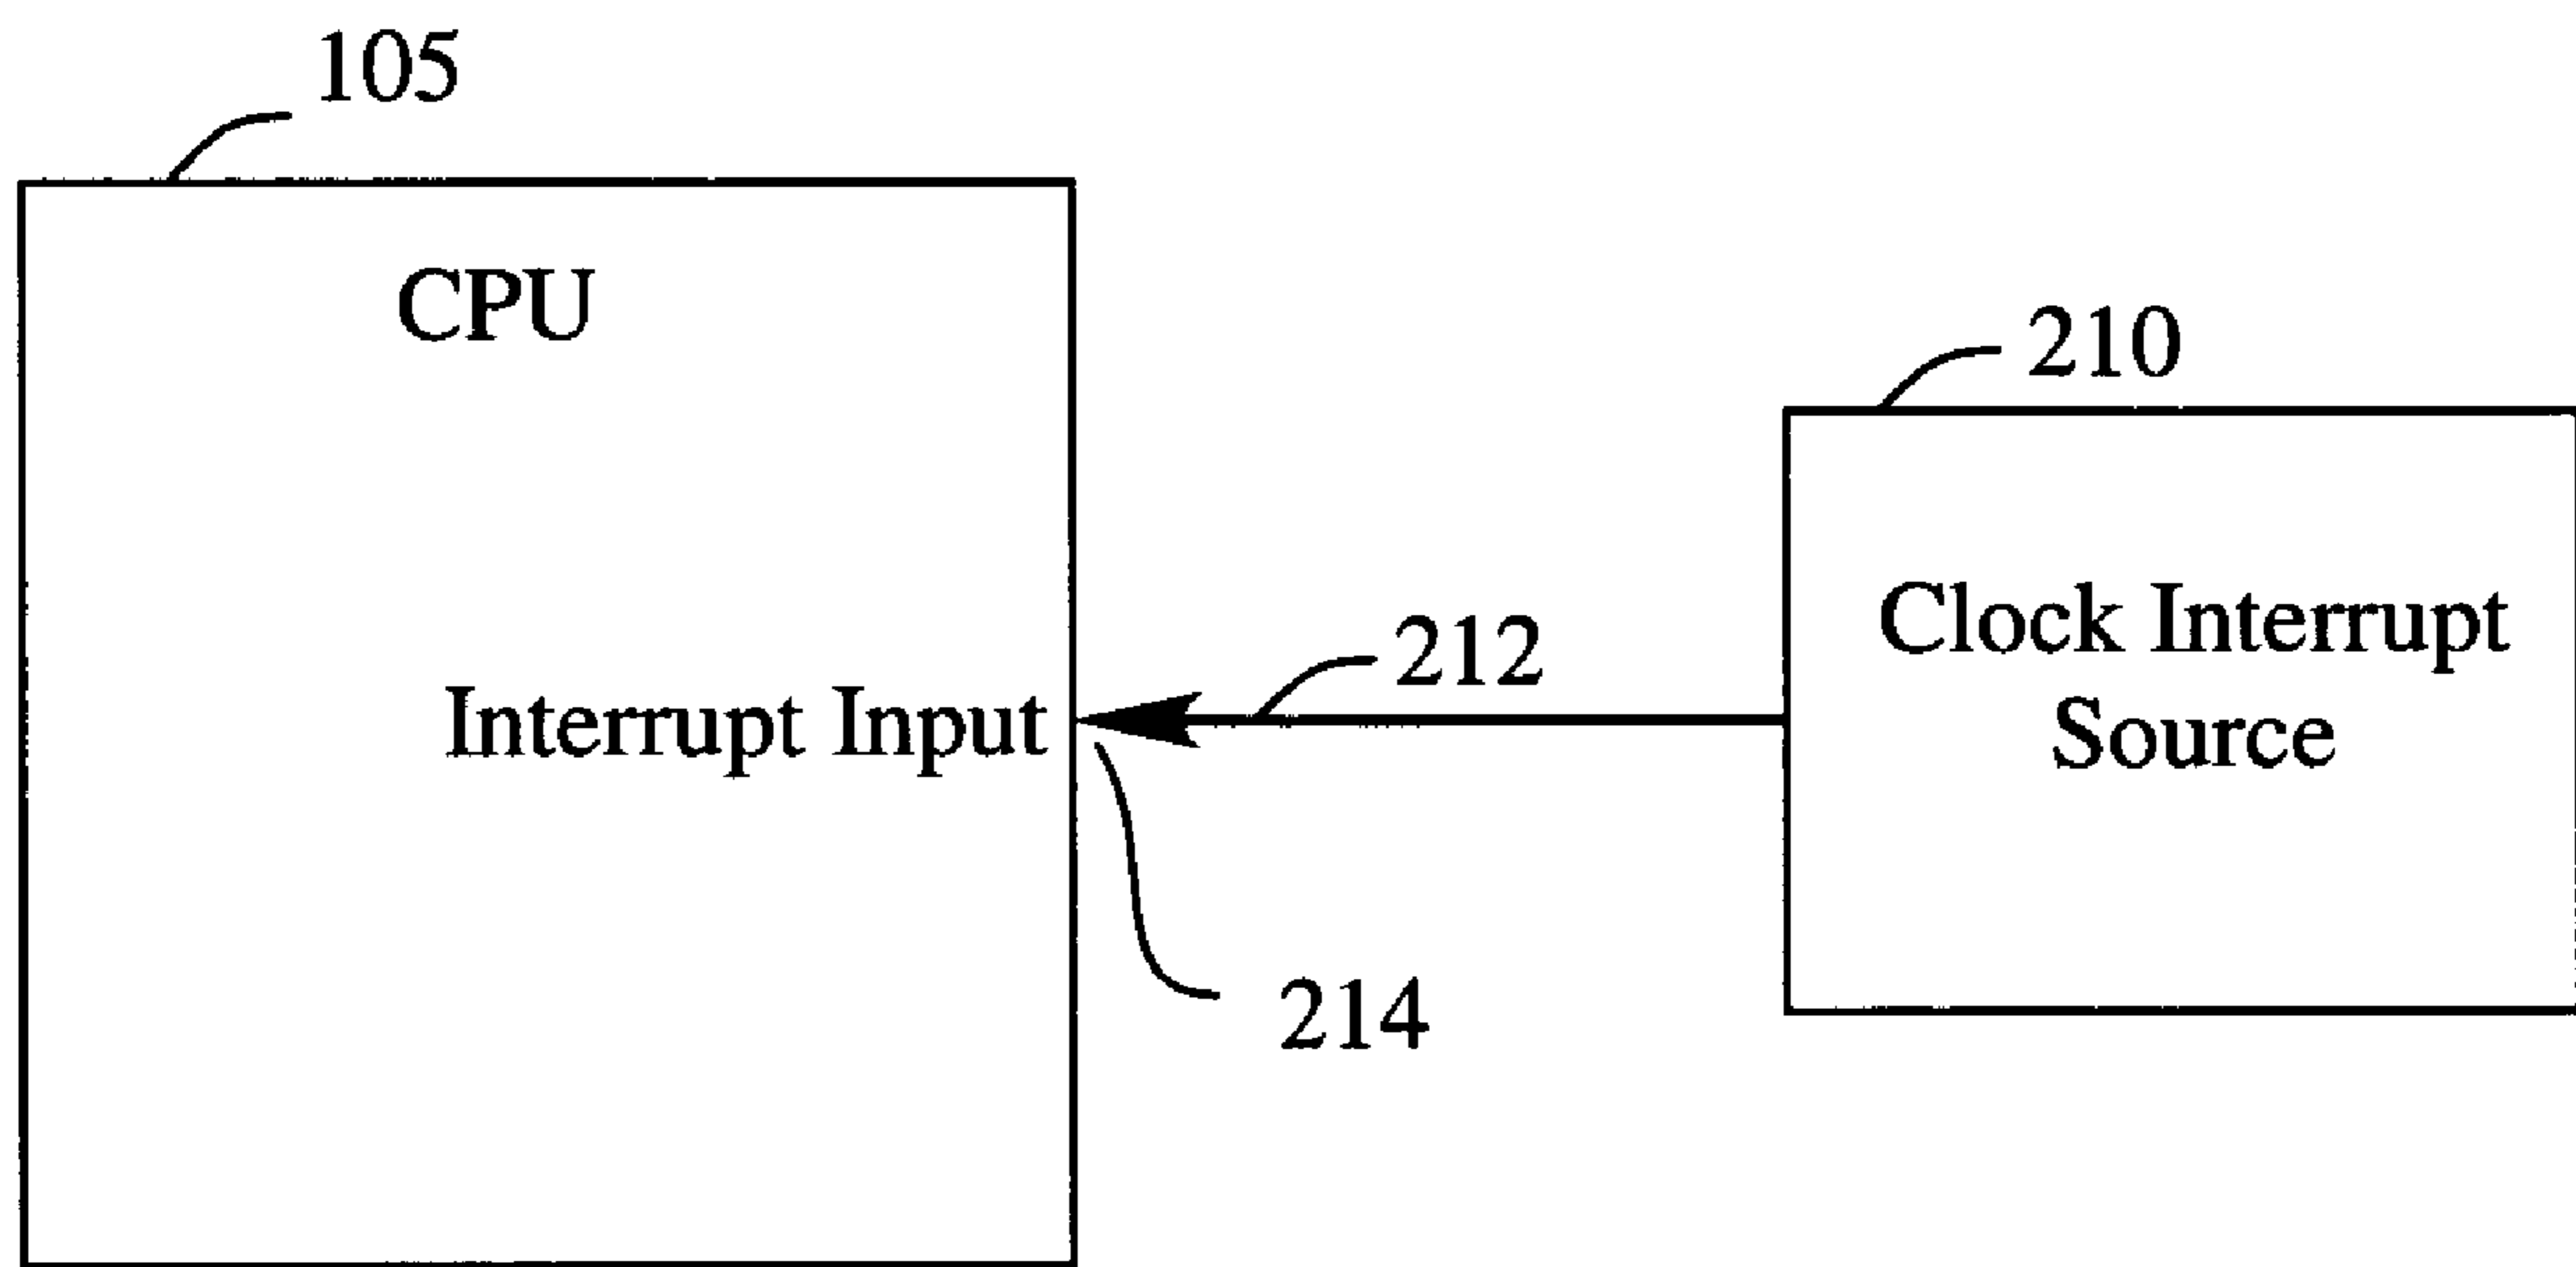 105
CPU
210
Clock Interrupt
Source
212
Interrupt Input
214